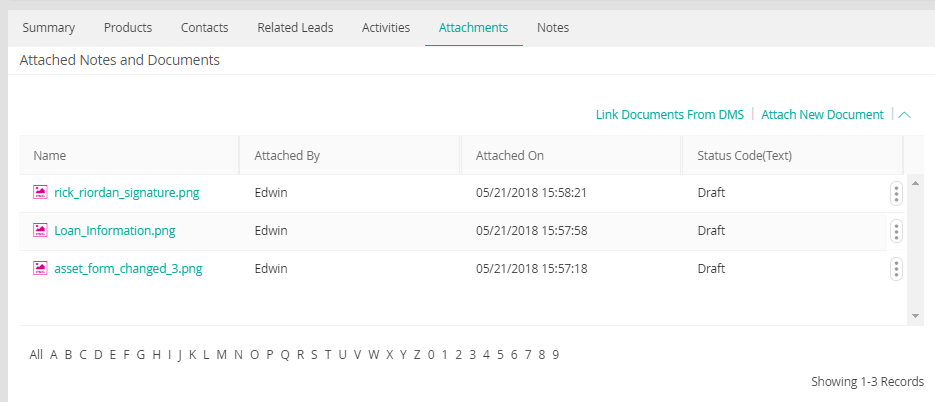 Summary Products Contacts Related Leads Activities Attachments Notes
Attached Notes and Documents
Link Documents From DMS | Attach New Document |
Name Attached By Attached On Status Code(Text)
rick_riordan_signature.png Edwin 05/21/2018 15:58:21 Draft
Loan_Information.png Edwin 05/21/2018 15:57:58 Draft
asset_form_changed_3.png Edwin 05/21/2018 15:57:18 Draft
All A B C D E F G H I J K L M N O P Q R S T U V W X Y Z 0 1 2 3 4 5 6 7 8 9
Showing 1-3 Records